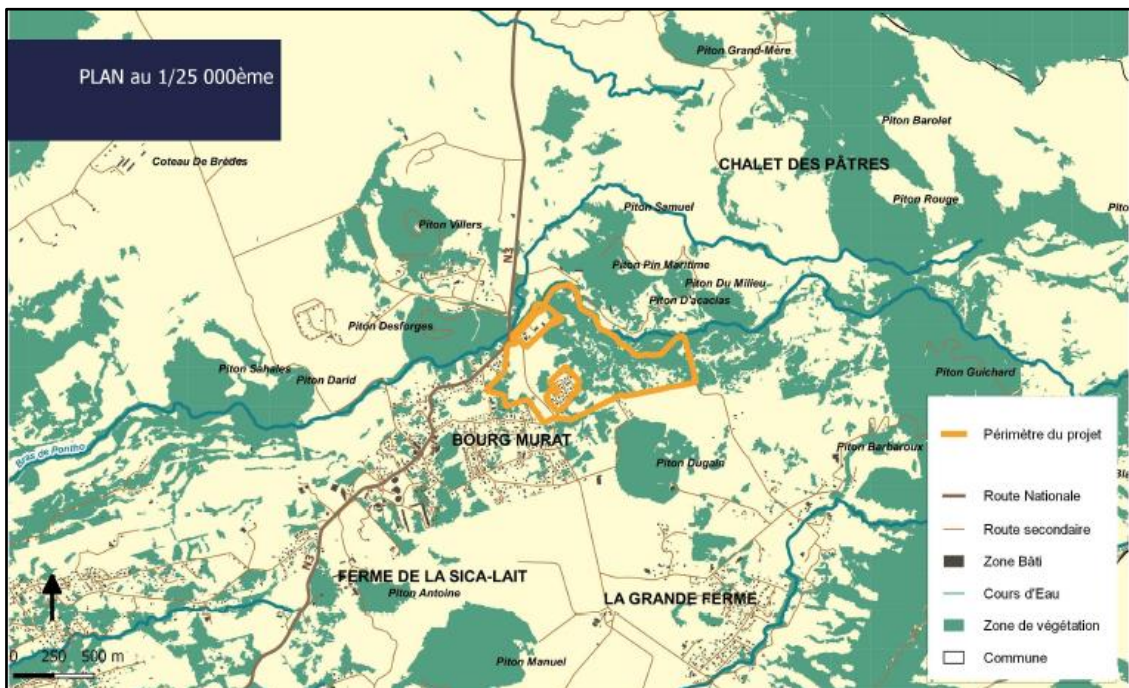 PLAN au 1/25 000ème
Piton Grand-Mère
Piton Barolet
Coteau De Brèdes
CHALET DES PÂTRES
Piton Rouge
Piton Samuel
Piton Villers
N3
Piton Pin Maritime
Piton Du Milieu
Piton D'acacias
Piton Desforges
Piton Sahales
Piton Darid
Piton Guichard
BOURG MURAT
Bras de Pontho
Piton Barbaroux
Piton Dugain
Périmètre du projet
Route Nationale
Route secondaire
Zone Bâti
Cours d'Eau
Zone de végétation
Commune
N3
FERME DE LA SICA-LAIT
Piton Antoine
LA GRANDE FERME
Piton Manuel
0 250 500 m